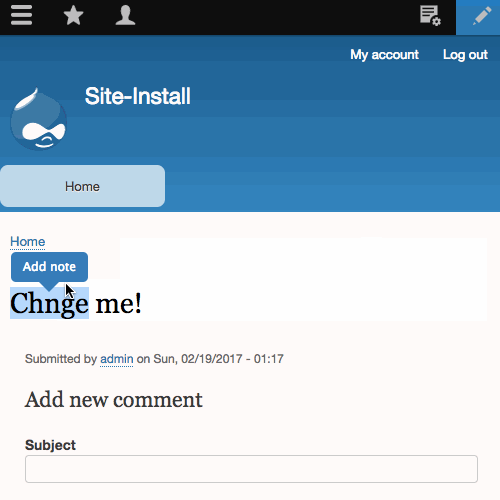 My account Log out
Site-Install
Home
Home
Add note
Chnge me!
Submitted by admin on Sun, 02/19/2017 - 01:17
Add new comment
Subject